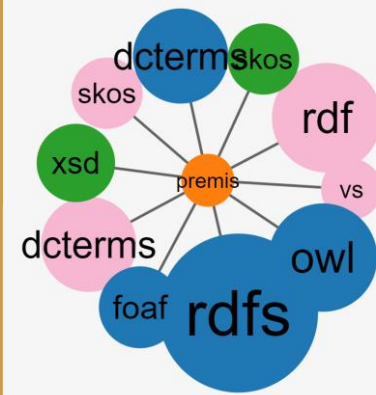 dcterms
skos
skos
rdf
xsd
premis
vs
dcterms
owl
foaf
rdfs